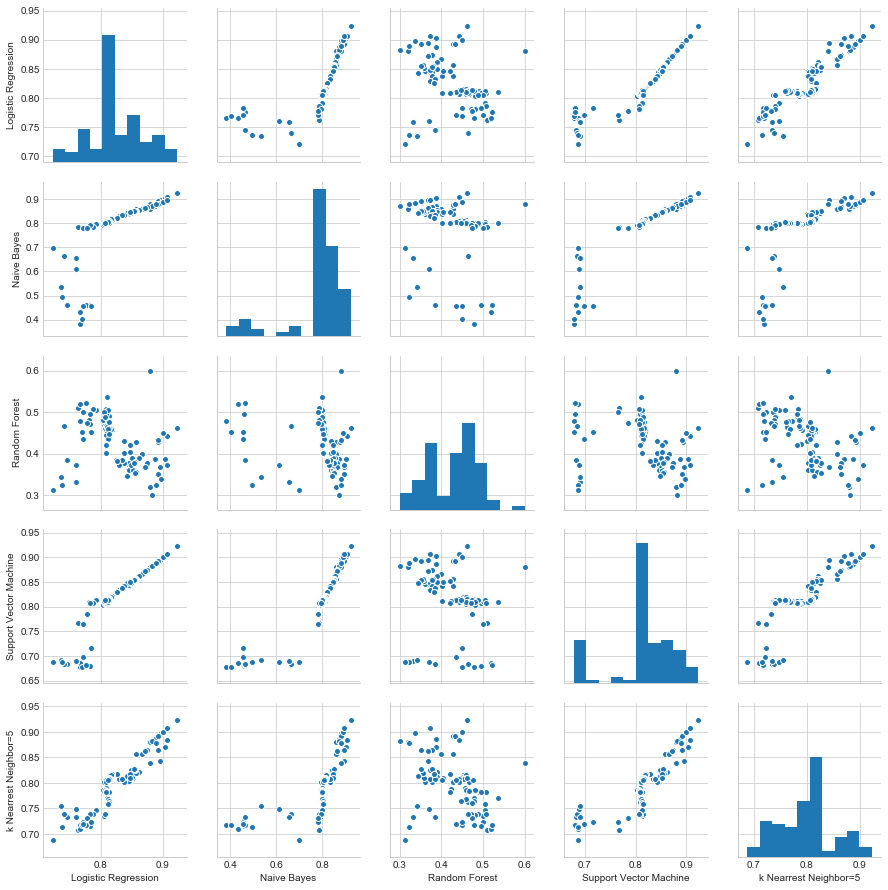 0.95
0.90
0.85
0.80
0.75
0.70
Logistic Regression
0.9
0.8
0.7
0.6
0.5
0.4
Naive Bayes
0.6
0.5
0.4
0.3
Random Forest
0.95
0.90
0.85
0.80
0.75
0.70
0.65
Support Vector Machine
0.95
0.90
0.85
0.80
0.75
0.70
k Nearrest Neighbor=5
0.8 0.9
0.4 0.6 0.8
0.3 0.4 0.5 0.6
0.7 0.8 0.9
0.7 0.8 0.9
Logistic Regression
Naive Bayes
Random Forest
Support Vector Machine
k Nearrest Neighbor=5